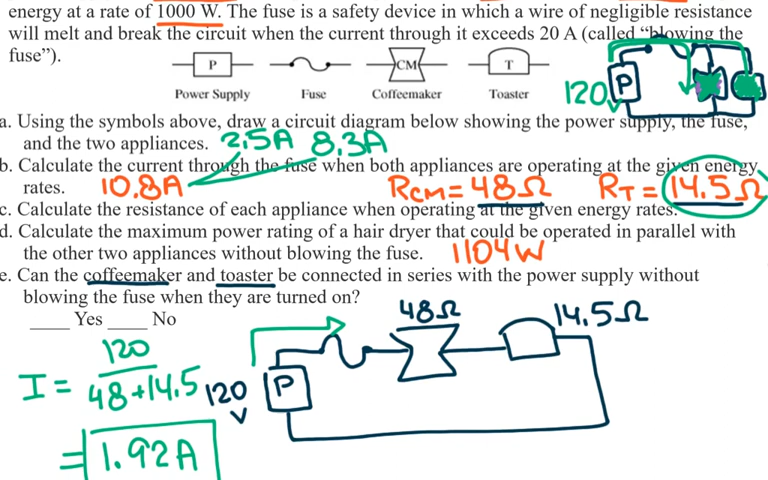 energy at a rate of 1000 W. The fuse is a safety device in which a wire of negligible resistance
will melt and break the circuit when the current through it exceeds 20 A (called “blowing the
fuse”).
P CM T
Power Supply Fuse Coffeemaker Toaster
120 V P
a. Using the symbols above, draw a circuit diagram below showing the power supply, the fuse,
and the two appliances. 2.5A 8.3A
b. Calculate the current through the fuse when both appliances are operating at the given energy
rates. 10.8A RCM = 48Ω RT = 14.5Ω
c. Calculate the resistance of each appliance when operating at the given energy rates.
d. Calculate the maximum power rating of a hair dryer that could be operated in parallel with
the other two appliances without blowing the fuse. 1104W
e. Can the coffeemaker and toaster be connected in series with the power supply without
blowing the fuse when they are turned on?
____ Yes ____ No
48Ω 14.5Ω
I = 120 / 48+14.5
120 V P
= 1.92A